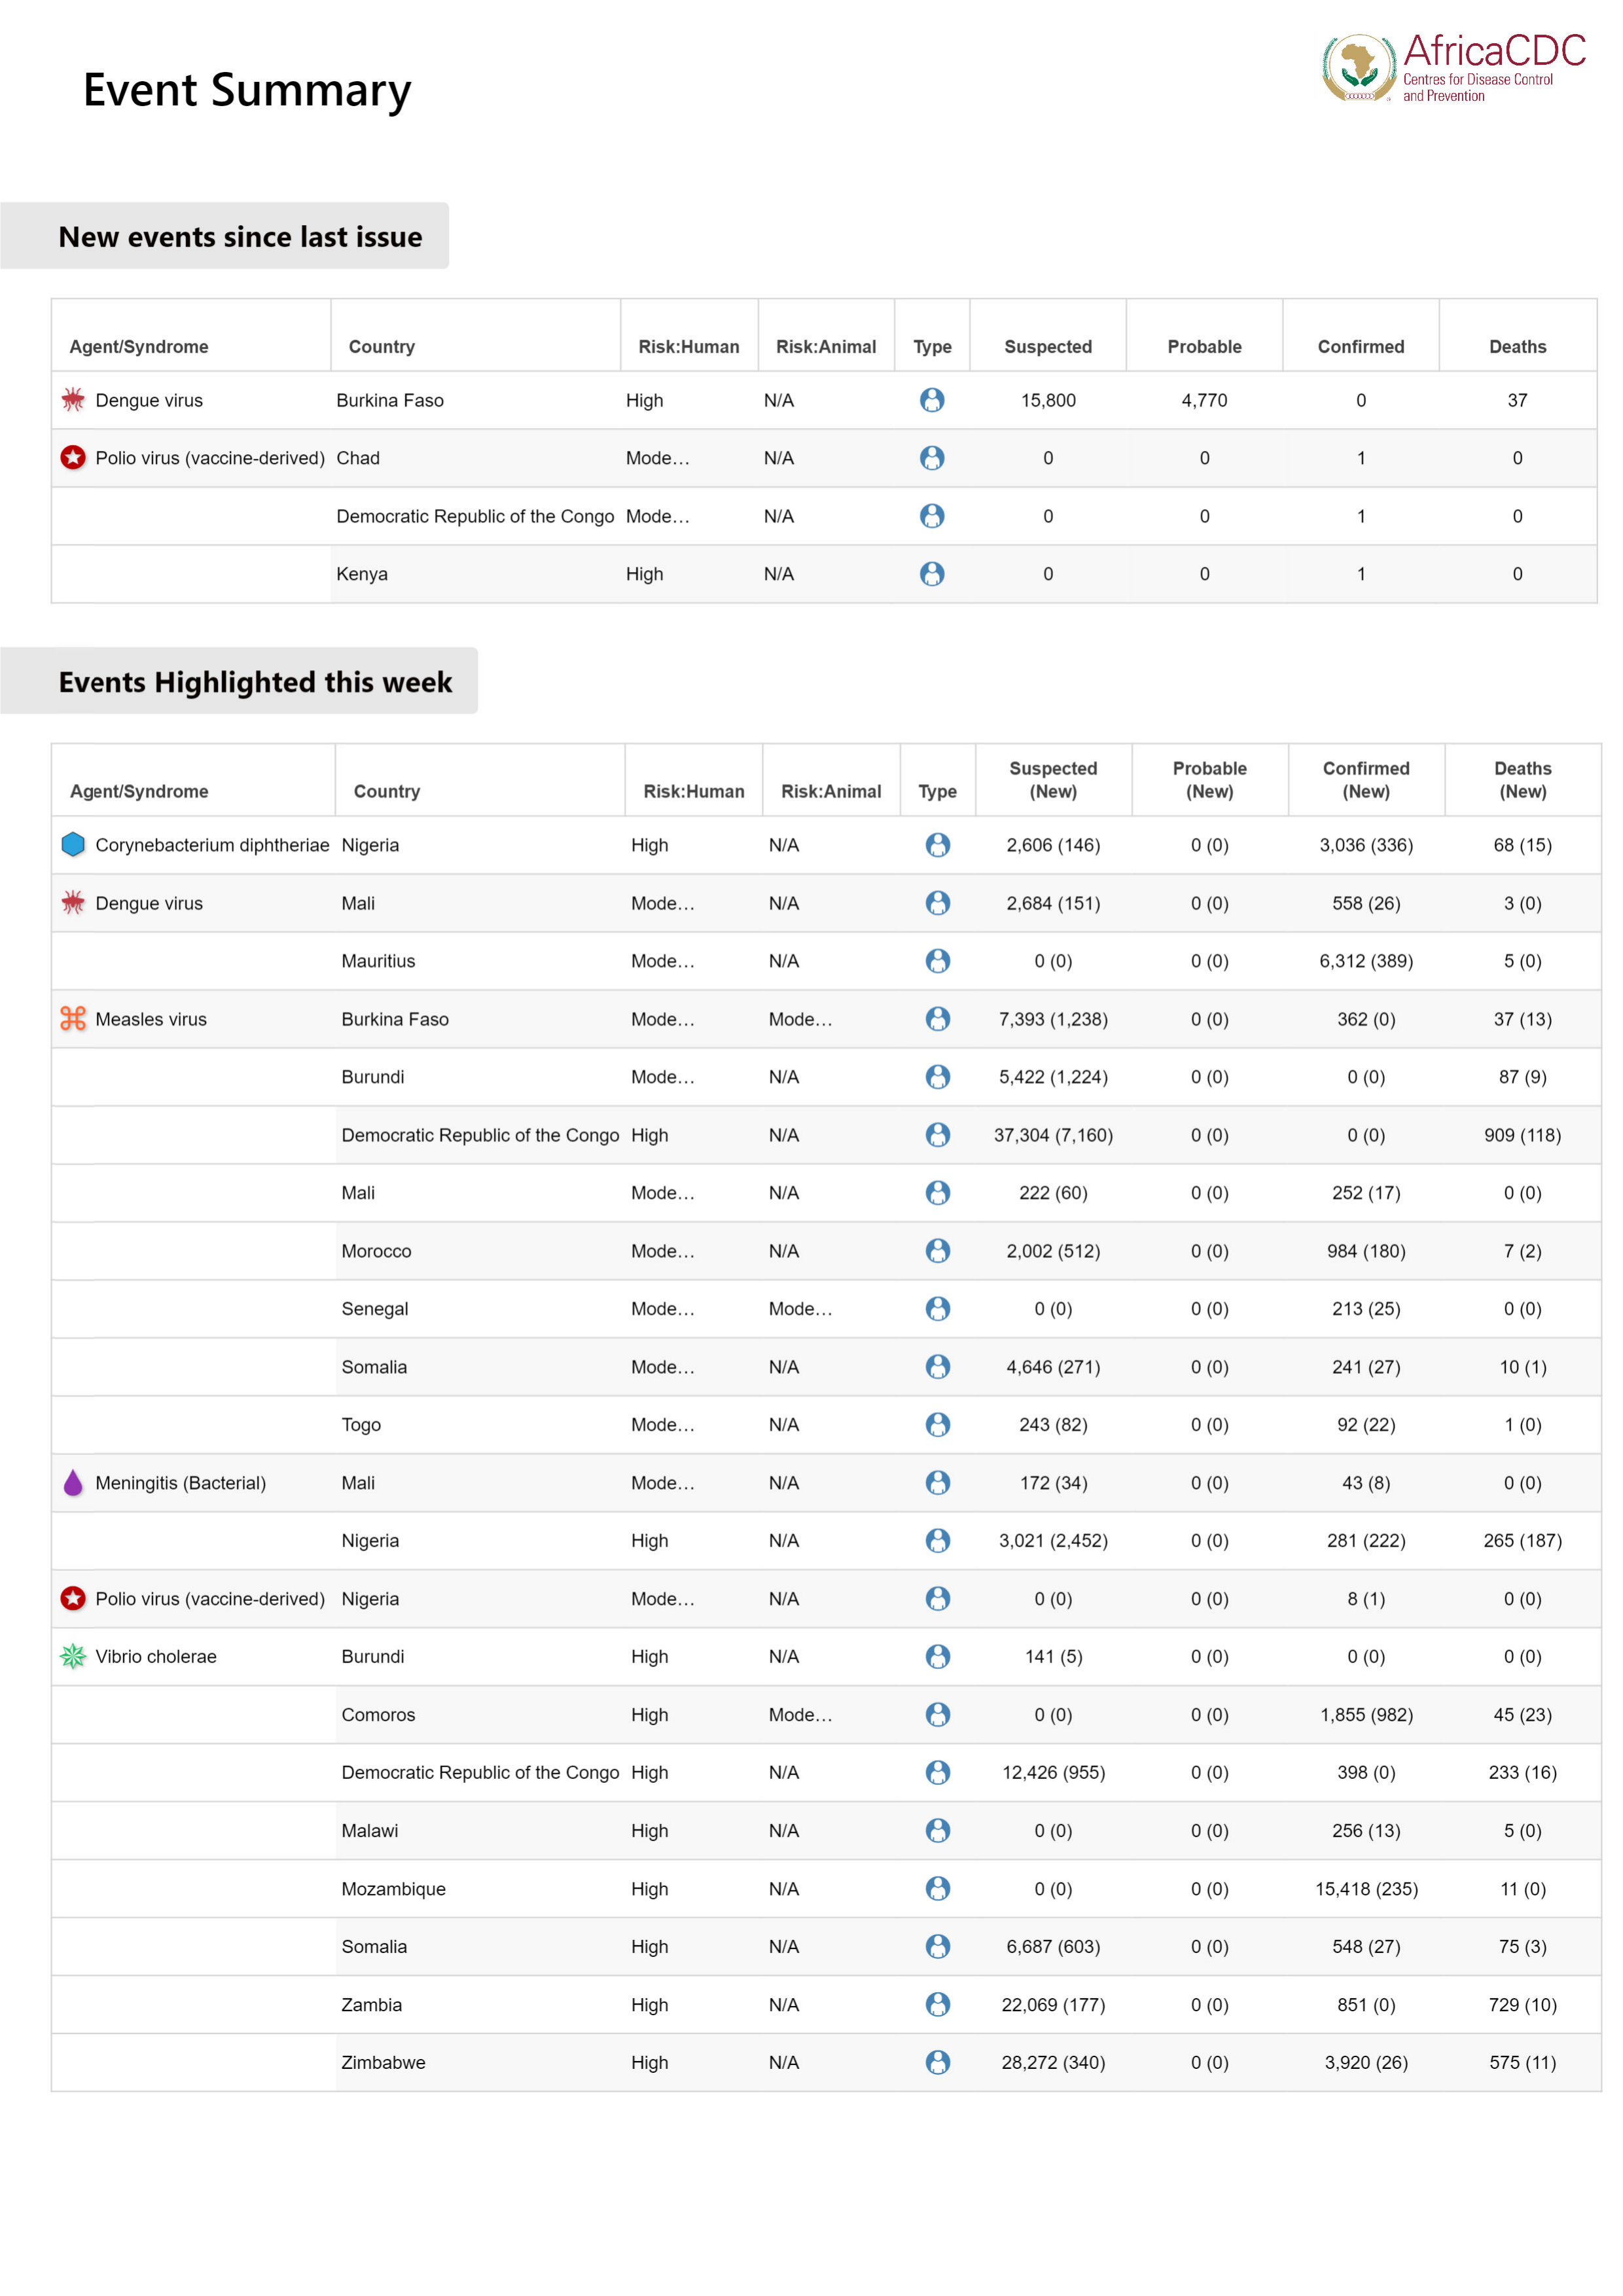 Event Summary
AfricaCDC
Centres for Disease Control
and Prevention
New events since last issue
Agent/Syndrome Country Risk:Human Risk:Animal Type Suspected Probable Confirmed Deaths
Dengue virus Burkina Faso High N/A 15,800 4,770 0 37
Polio virus (vaccine-derived) Chad Mode… N/A 0 0 1 0
Democratic Republic of the Congo Mode… N/A 0 0 1 0
Kenya High N/A 0 0 1 0
Events Highlighted this week
Agent/Syndrome Country Risk:Human Risk:Animal Type Suspected (New) Probable (New) Confirmed (New) Deaths (New)
Corynebacterium diphtheriae Nigeria High N/A 2,606 (146) 0 (0) 3,036 (336) 68 (15)
Dengue virus Mali Mode… N/A 2,684 (151) 0 (0) 558 (26) 3 (0)
Mauritius Mode… N/A 0 (0) 0 (0) 6,312 (389) 5 (0)
Measles virus Burkina Faso Mode… Mode… 7,393 (1,238) 0 (0) 362 (0) 37 (13)
Burundi Mode… N/A 5,422 (1,224) 0 (0) 0 (0) 87 (9)
Democratic Republic of the Congo High N/A 37,304 (7,160) 0 (0) 0 (0) 909 (118)
Mali Mode… N/A 222 (60) 0 (0) 252 (17) 0 (0)
Morocco Mode… N/A 2,002 (512) 0 (0) 984 (180) 7 (2)
Senegal Mode… Mode… 0 (0) 0 (0) 213 (25) 0 (0)
Somalia Mode… N/A 4,646 (271) 0 (0) 241 (27) 10 (1)
Togo Mode… N/A 243 (82) 0 (0) 92 (22) 1 (0)
Meningitis (Bacterial) Mali Mode… N/A 172 (34) 0 (0) 43 (8) 0 (0)
Nigeria High N/A 3,021 (2,452) 0 (0) 281 (222) 265 (187)
Polio virus (vaccine-derived) Nigeria Mode… N/A 0 (0) 0 (0) 8 (1) 0 (0)
Vibrio cholerae Burundi High N/A 141 (5) 0 (0) 0 (0) 0 (0)
Comoros High Mode… 0 (0) 0 (0) 1,855 (982) 45 (23)
Democratic Republic of the Congo High N/A 12,426 (955) 0 (0) 398 (0) 233 (16)
Malawi High N/A 0 (0) 0 (0) 256 (13) 5 (0)
Mozambique High N/A 0 (0) 0 (0) 15,418 (235) 11 (0)
Somalia High N/A 6,687 (603) 0 (0) 548 (27) 75 (3)
Zambia High N/A 22,069 (177) 0 (0) 851 (0) 729 (10)
Zimbabwe High N/A 28,272 (340) 0 (0) 3,920 (26) 575 (11)